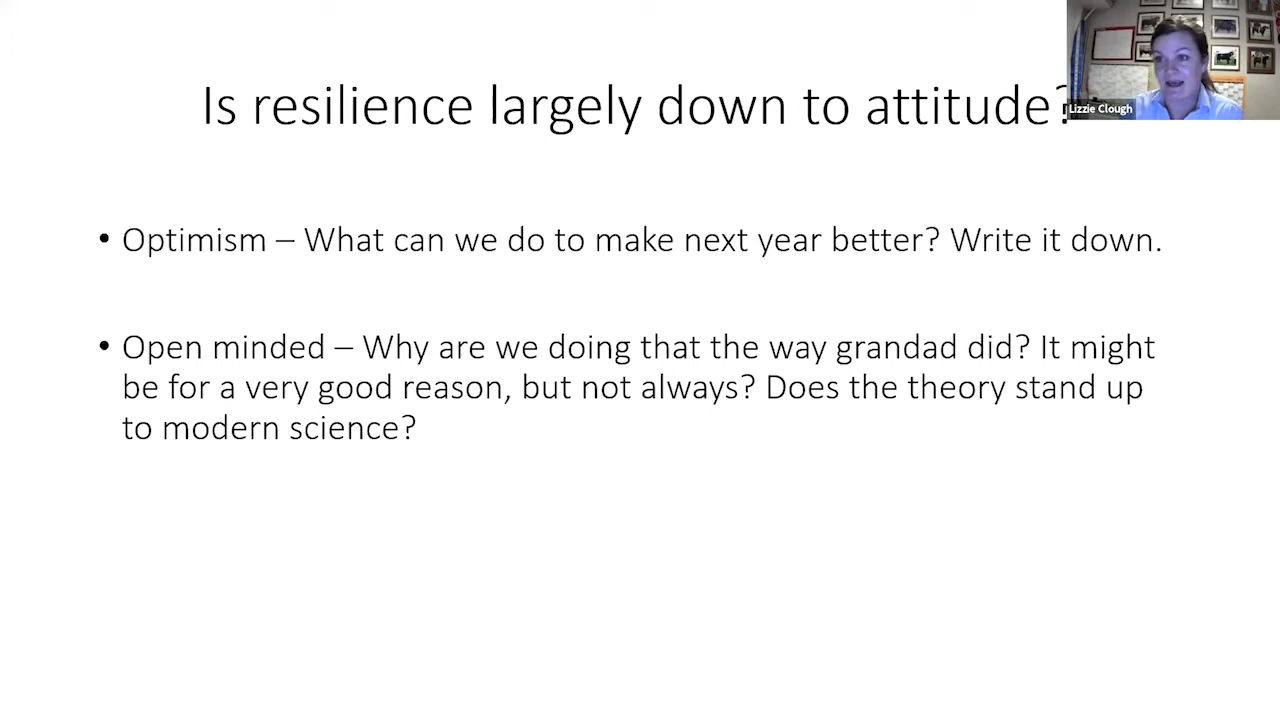 Is resilience largely down to attitude?
Lizzie Clough
• Optimism – What can we do to make next year better? Write it down.
• Open minded – Why are we doing that the way grandad did? It might
be for a very good reason, but not always? Does the theory stand up
to modern science?